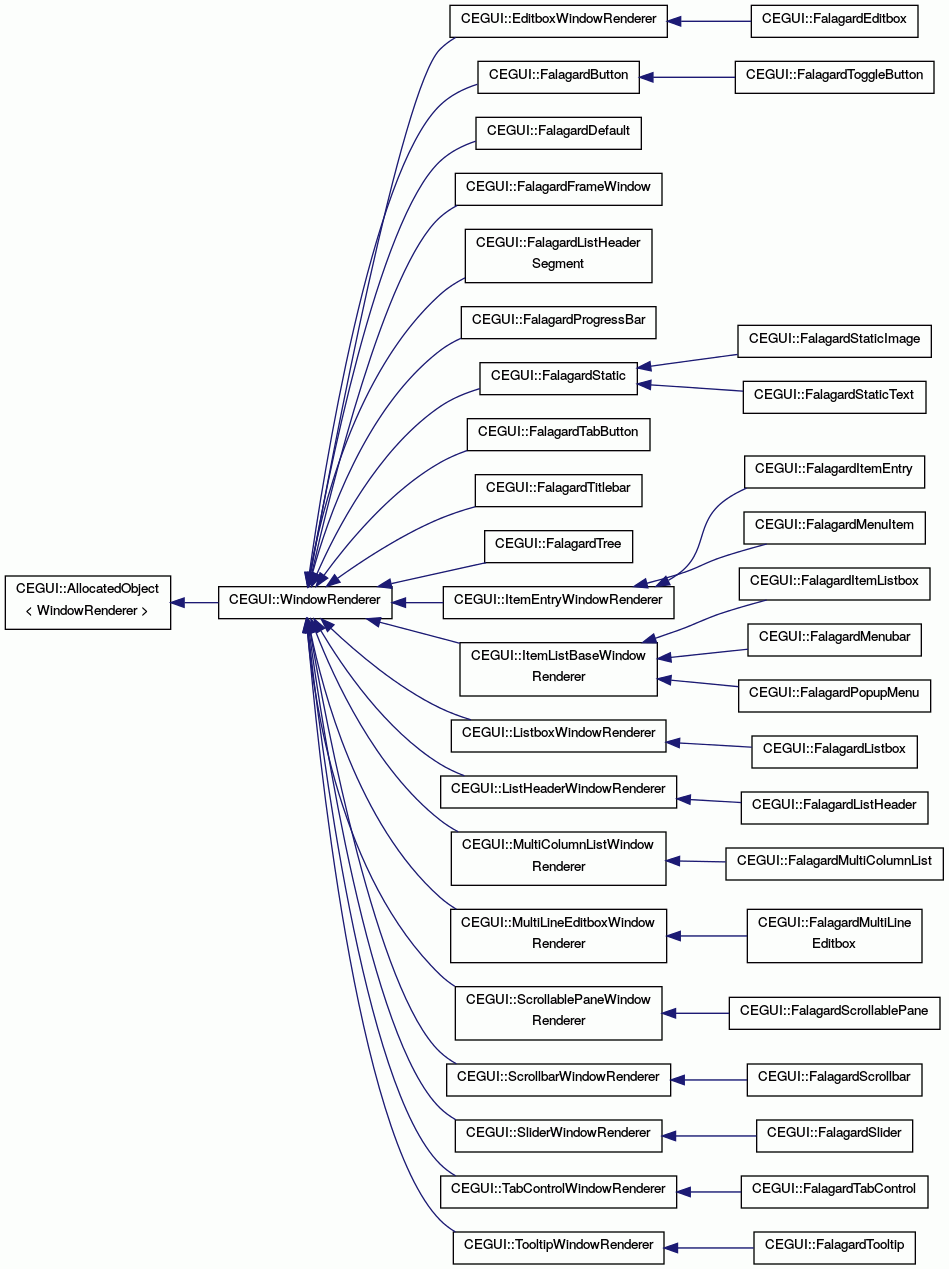 CEGUI::AllocatedObject
< WindowRenderer >
CEGUI::WindowRenderer
CEGUI::EditboxWindowRenderer
CEGUI::FalagardEditbox
CEGUI::FalagardButton
CEGUI::FalagardToggleButton
CEGUI::FalagardDefault
CEGUI::FalagardFrameWindow
CEGUI::FalagardListHeader
Segment
CEGUI::FalagardProgressBar
CEGUI::FalagardStatic
CEGUI::FalagardStaticImage
CEGUI::FalagardStaticText
CEGUI::FalagardTabButton
CEGUI::FalagardTitlebar
CEGUI::FalagardTree
CEGUI::ItemEntryWindowRenderer
CEGUI::FalagardItemEntry
CEGUI::FalagardMenuItem
CEGUI::ItemListBaseWindow
Renderer
CEGUI::FalagardItemListbox
CEGUI::FalagardMenubar
CEGUI::FalagardPopupMenu
CEGUI::ListboxWindowRenderer
CEGUI::FalagardListbox
CEGUI::ListHeaderWindowRenderer
CEGUI::FalagardListHeader
CEGUI::MultiColumnListWindow
Renderer
CEGUI::FalagardMultiColumnList
CEGUI::MultiLineEditboxWindow
Renderer
CEGUI::FalagardMultiLine
Editbox
CEGUI::ScrollablePaneWindow
Renderer
CEGUI::FalagardScrollablePane
CEGUI::ScrollbarWindowRenderer
CEGUI::FalagardScrollbar
CEGUI::SliderWindowRenderer
CEGUI::FalagardSlider
CEGUI::TabControlWindowRenderer
CEGUI::FalagardTabControl
CEGUI::TooltipWindowRenderer
CEGUI::FalagardTooltip